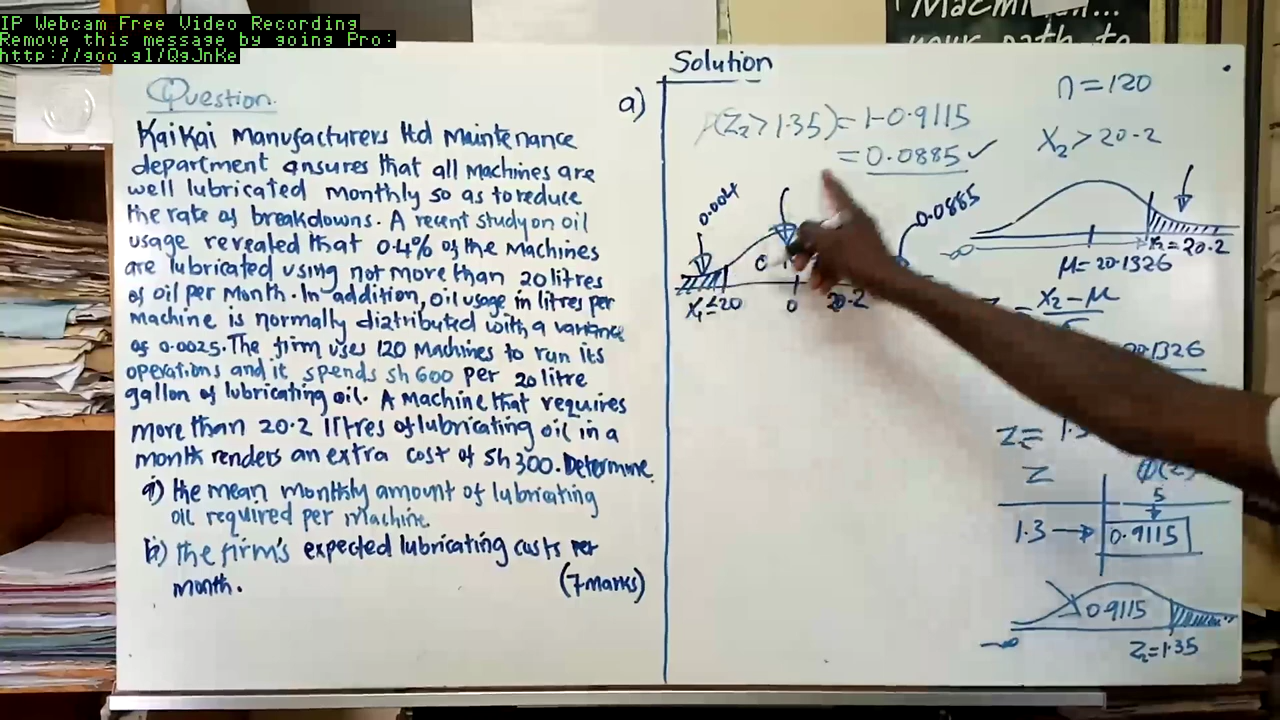 IP Webcam Free Video Recording
Remove this message by going Pro:
http://goo.gl/QgJnKe
your path to
Question.
KaiKai Manufacturers Ltd Maintenance
department ensures that all Machines are
well lubricated monthly so as to reduce
the rate of breakdowns. A recent study on oil
usage revealed that 0.4% of the Machines
are lubricated using not more than 20 litres
of oil per Month. In addition, oil usage in litres per
machine is normally distributed with a variance
of 0.0025. The firm uses 120 Machines to run its
operations and it spends sh 600 per 20 litre
gallon of lubricating oil. A Machine that requires
more than 20.2 litres of lubricating oil in a
month renders an extra cost of Sh 300. Determine
a) the mean monthly amount of lubricating
oil required per machine.
b) the firm's expected lubricating costs per
month.
(7 marks)
Solution
a)
P(Z₂ > 1.35) = 1-0.9115
= 0.0885 ✓
0.004
0.0885
X₁ ≤ 20
0
20.2
n = 120
X₂ > 20.2
-∞
X₂ = 20.2
μ = 20.1326
X₂ - μ
20.1326
Z₂ =
Z
5
1.3 → 0.9115
0.9115
-∞
Z₂ = 1.35